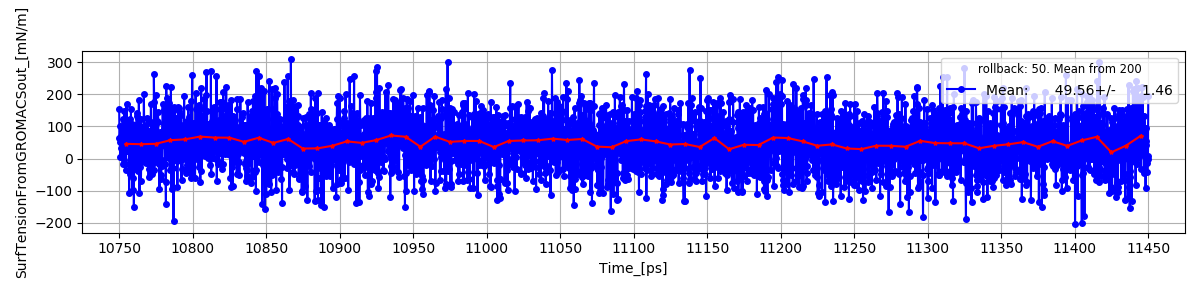 SurfTensionFromGROMACSout_[mN/m]
300
200
100
0
−100
−200
rollback: 50. Mean from 200
Mean: 49.56+/- 1.46
10750 10800 10850 10900 10950 11000 11050 11100 11150 11200 11250 11300 11350 11400 11450
Time_[ps]